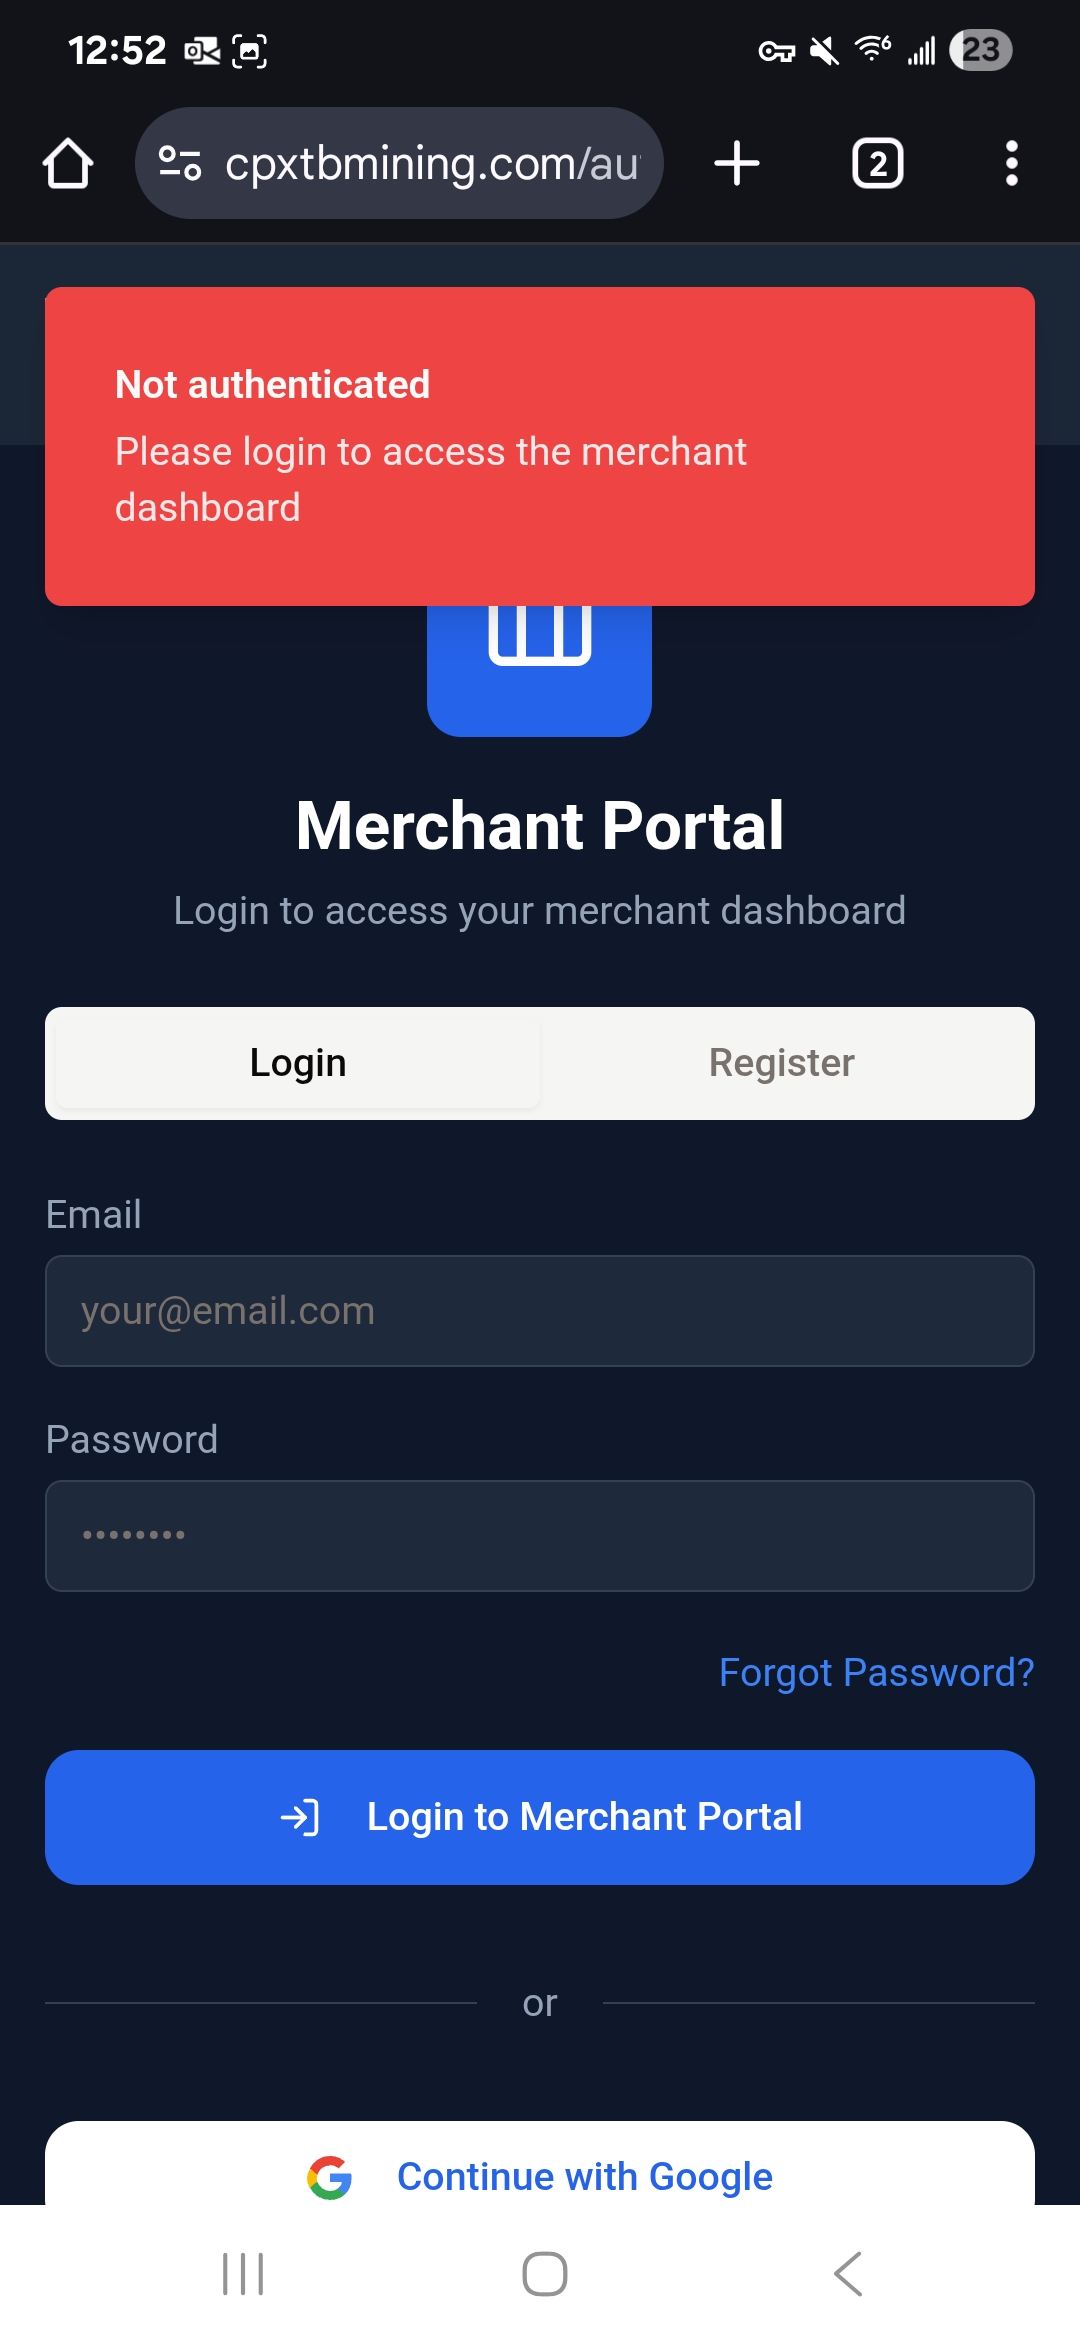 12:52
6
23
cpxtbmining.com/au
2
Not authenticated
Please login to access the merchant
dashboard
Merchant Portal
Login to access your merchant dashboard
Login
Register
Email
your@email.com
Password
••••••••
Forgot Password?
Login to Merchant Portal
or
Continue with Google